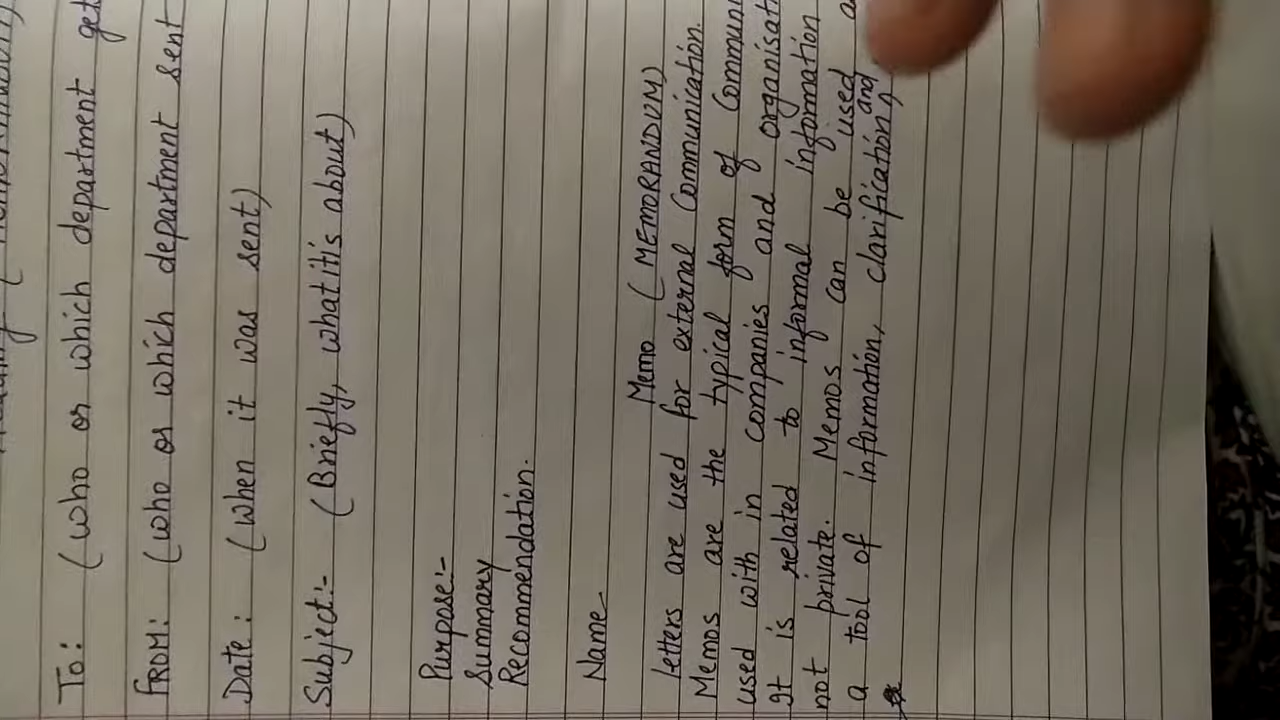 To: (who or which department get
FROM: (who or which department sent
Date: (When it was sent)
Subject:- (Briefly, what it is about)
Purpose:-
Summary
Recommendation.
Name
Memo (MEMORANDUM)
letters are used for external Communication.
Memos are the typical form of Communi
used with in companies and organisat
It is related to informal information
not private. Memos can be used a
a tool of information, clarification, and